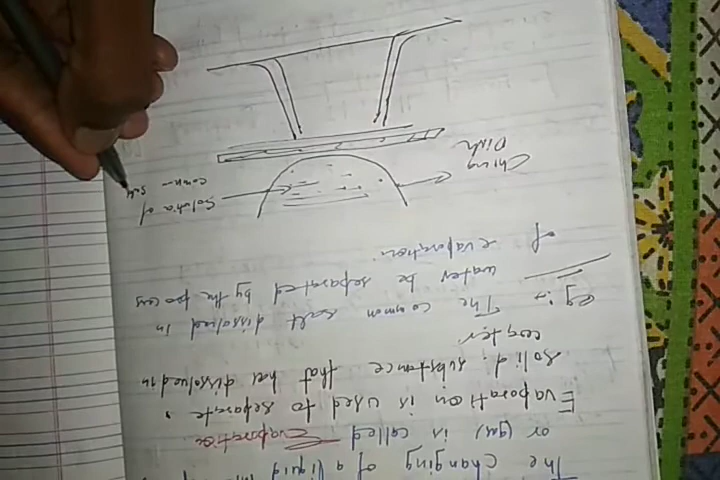 The changing of a liquid in
or gas) is called Evaporation
Evaporation is used to separate
solid substance that has dissolved in
water.
eg:- The common salt dissolved in
water be separated by the process
of evaporation.
Solution of
common salt
China
Dish